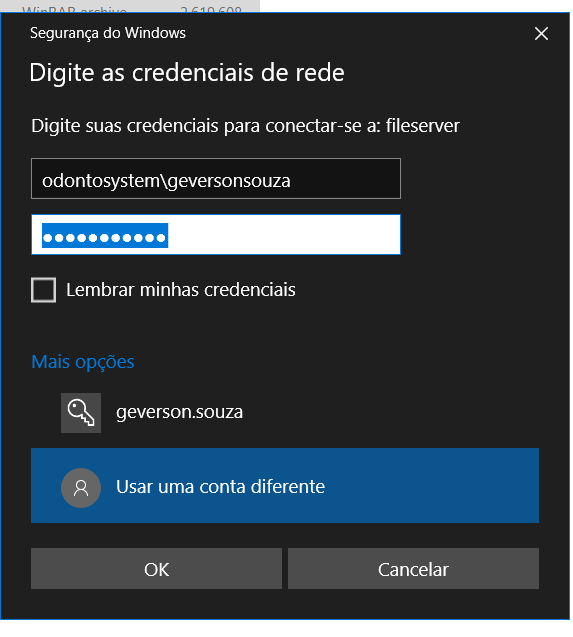 WinRAR archive 2.619.608
Segurança do Windows
Digite as credenciais de rede
Digite suas credenciais para conectar-se a: fileserver
odontosystem\geversonsouza
●●●●●●●●●●●
Lembrar minhas credenciais
Mais opções
geverson.souza
Usar uma conta diferente
OK Cancelar